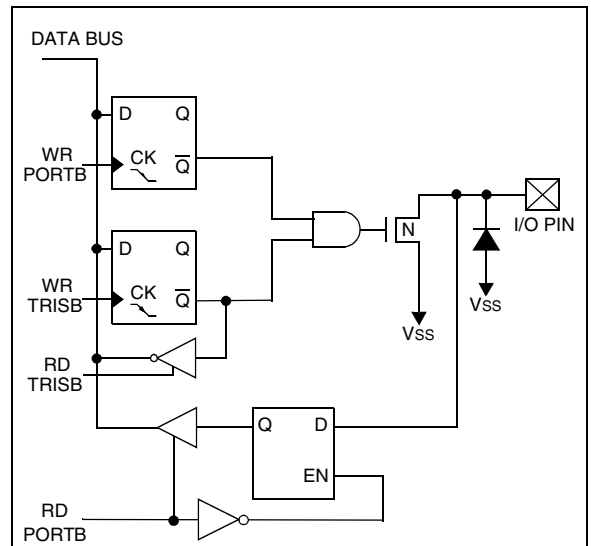 DATA BUS
D Q
WR PORTB
CK Q̅
N
I/O PIN
D Q
WR TRISB
CK Q̅
VSS
VSS
RD TRISB
Q D
EN
RD PORTB